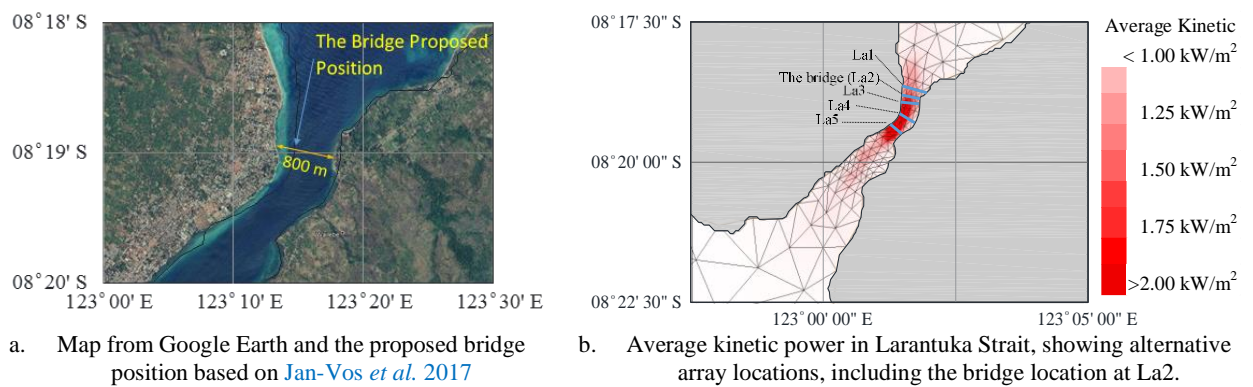 08°18' S
The Bridge Proposed
Position
08°19' S
800 m
08°20' S
123°00' E
123°10' E
123°20' E
123°30' E
a. Map from Google Earth and the proposed bridge
position based on Jan-Vos et al. 2017
08°17'30" S
La1
The bridge (La2)
La3
La4
La5
08°20'00" S
08°22'30" S
123°00'00" E
123°05'00" E
Average Kinetic
< 1.00 kW/m²
1.25 kW/m²
1.50 kW/m²
1.75 kW/m²
>2.00 kW/m²
b. Average kinetic power in Larantuka Strait, showing alternative
array locations, including the bridge location at La2.